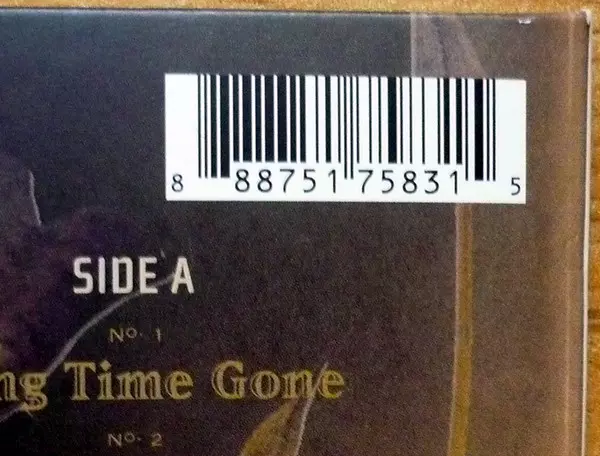 8 88751 75831 5
SIDE A
No. 1
ng Time Gone
No. 2